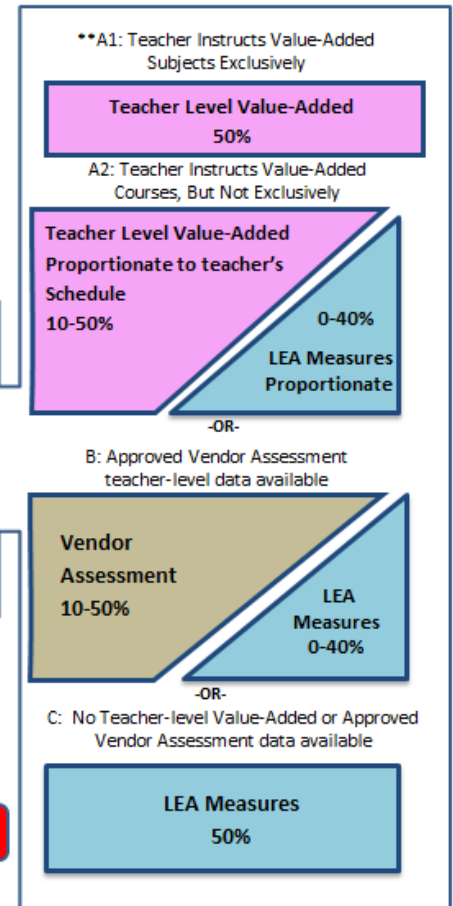 **A1: Teacher Instructs Value-Added
Subjects Exclusively
Teacher Level Value-Added
50%
A2: Teacher Instructs Value-Added
Courses, But Not Exclusively
Teacher Level Value-Added
Proportionate to teacher's
Schedule
10-50%
0-40%
LEA Measures
Proportionate
-OR-
B: Approved Vendor Assessment
teacher-level data available
Vendor
Assessment
10-50%
LEA
Measures
0-40%
-OR-
C: No Teacher-level Value-Added or Approved
Vendor Assessment data available
LEA Measures
50%